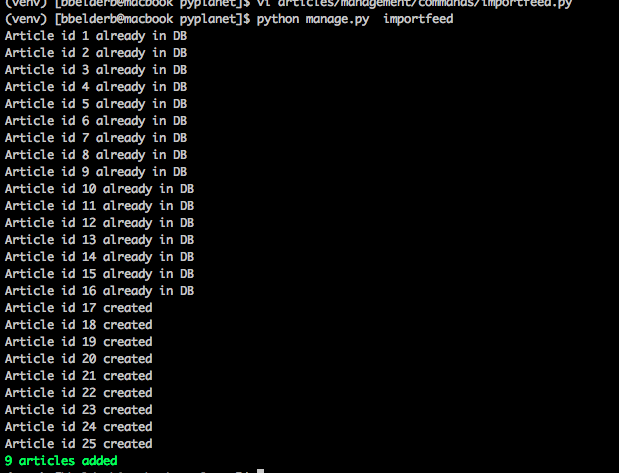 (venv) [bbelderb@macbook pyplanet]$ vi articles/management/commands/importfeed.py
(venv) [bbelderb@macbook pyplanet]$ python manage.py  importfeed
Article id 1 already in DB
Article id 2 already in DB
Article id 3 already in DB
Article id 4 already in DB
Article id 5 already in DB
Article id 6 already in DB
Article id 7 already in DB
Article id 8 already in DB
Article id 9 already in DB
Article id 10 already in DB
Article id 11 already in DB
Article id 12 already in DB
Article id 13 already in DB
Article id 14 already in DB
Article id 15 already in DB
Article id 16 already in DB
Article id 17 created
Article id 18 created
Article id 19 created
Article id 20 created
Article id 21 created
Article id 22 created
Article id 23 created
Article id 24 created
Article id 25 created
9 articles added